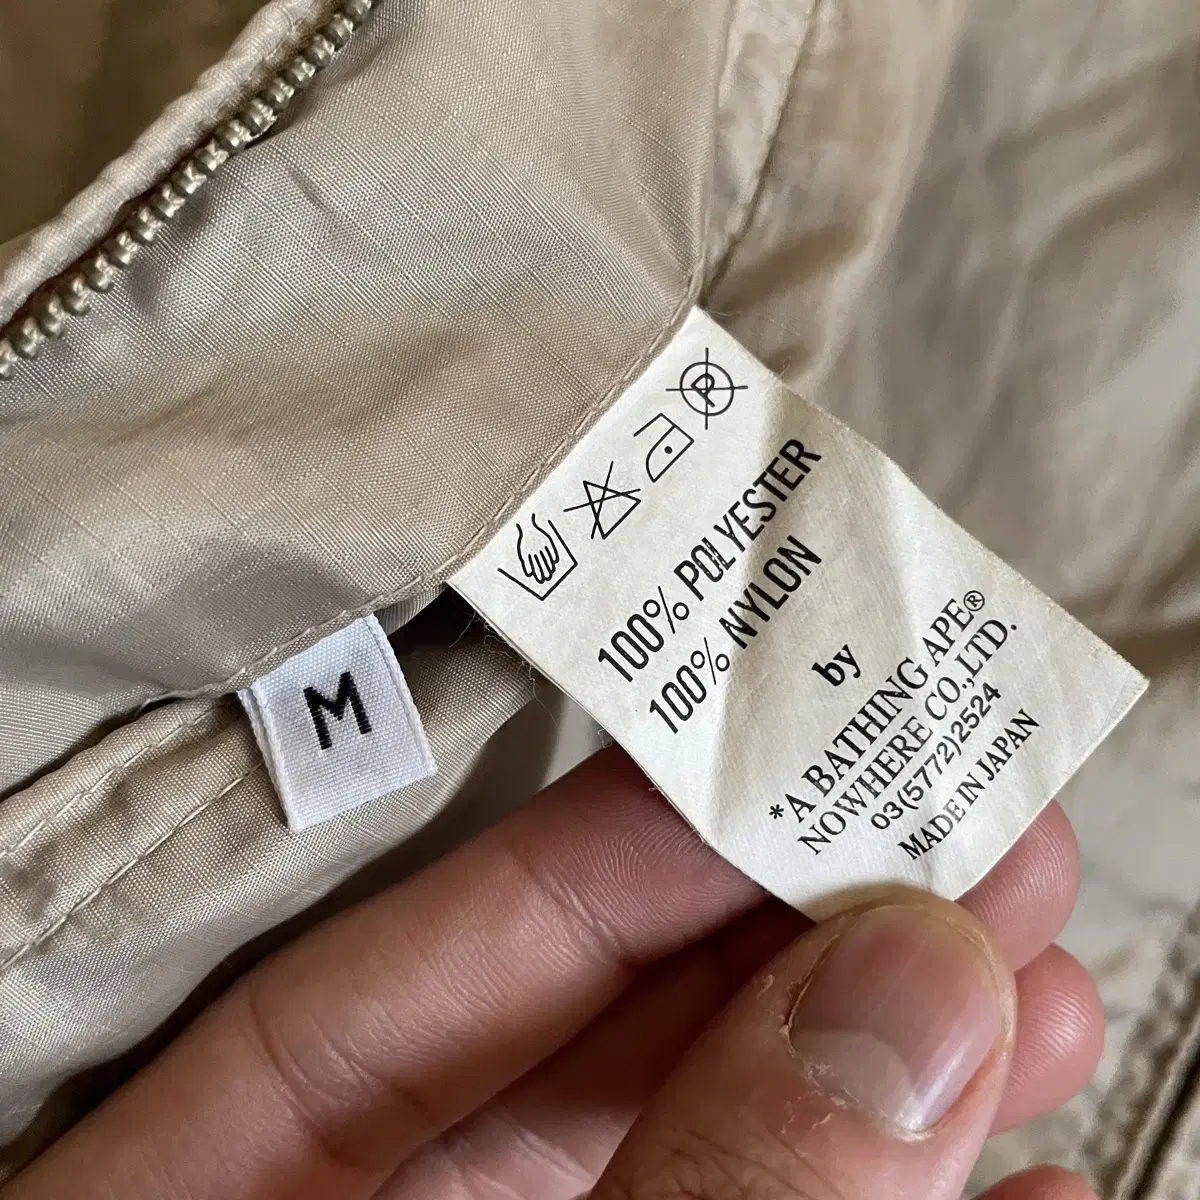 P
100% POLYESTER
100% NYLON
by
*A BATHING APE®
NOWHERE CO.,LTD.
03(5772)2524
MADE IN JAPAN
M